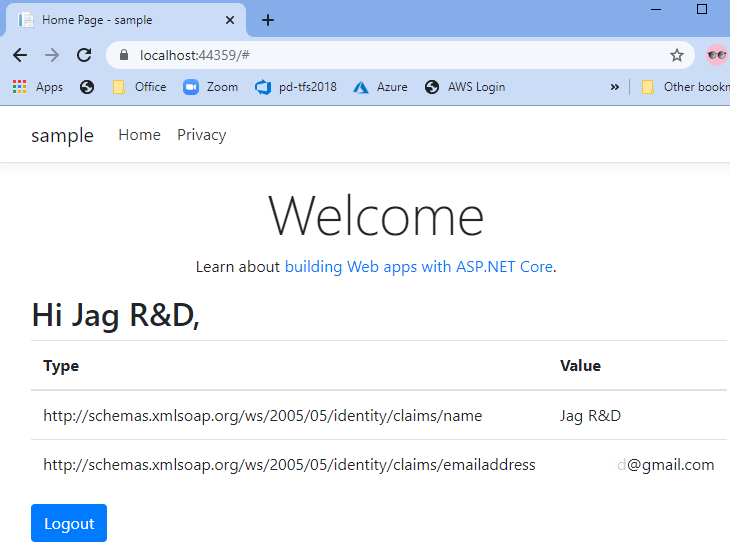 Home Page - sample
localhost:44359/#
Apps Office Zoom pd-tfs2018 Azure AWS Login » Other bookm
sample Home Privacy
Welcome
Learn about building Web apps with ASP.NET Core.
Hi Jag R&D,
Type Value
http://schemas.xmlsoap.org/ws/2005/05/identity/claims/name Jag R&D
http://schemas.xmlsoap.org/ws/2005/05/identity/claims/emailaddress d@gmail.com
Logout